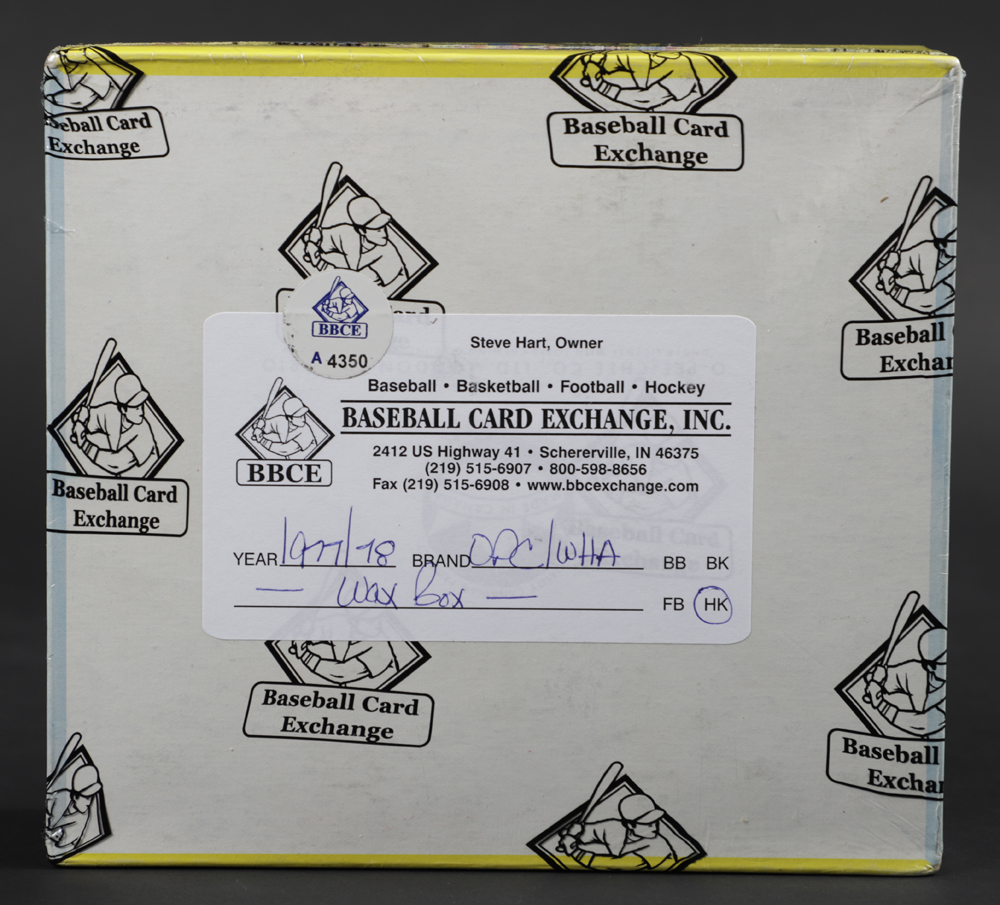 Baseball Card
Exchange
Baseball Card
Exchange
Baseball
Exchan
BBCE
A 4350
Steve Hart, Owner
Baseball • Basketball • Football • Hockey
BASEBALL CARD EXCHANGE, INC.
BBCE
2412 US Highway 41 • Schererville, IN 46375
(219) 515-6907 • 800-598-8656
Fax (219) 515-6908 • www.bbcexchange.com
Baseball Card
Exchange
YEAR 1977/78 BRAND OPC/WHA BB BK
— Wax Box — FB HK
Baseball Card
Exchange
Baseball
Exchan